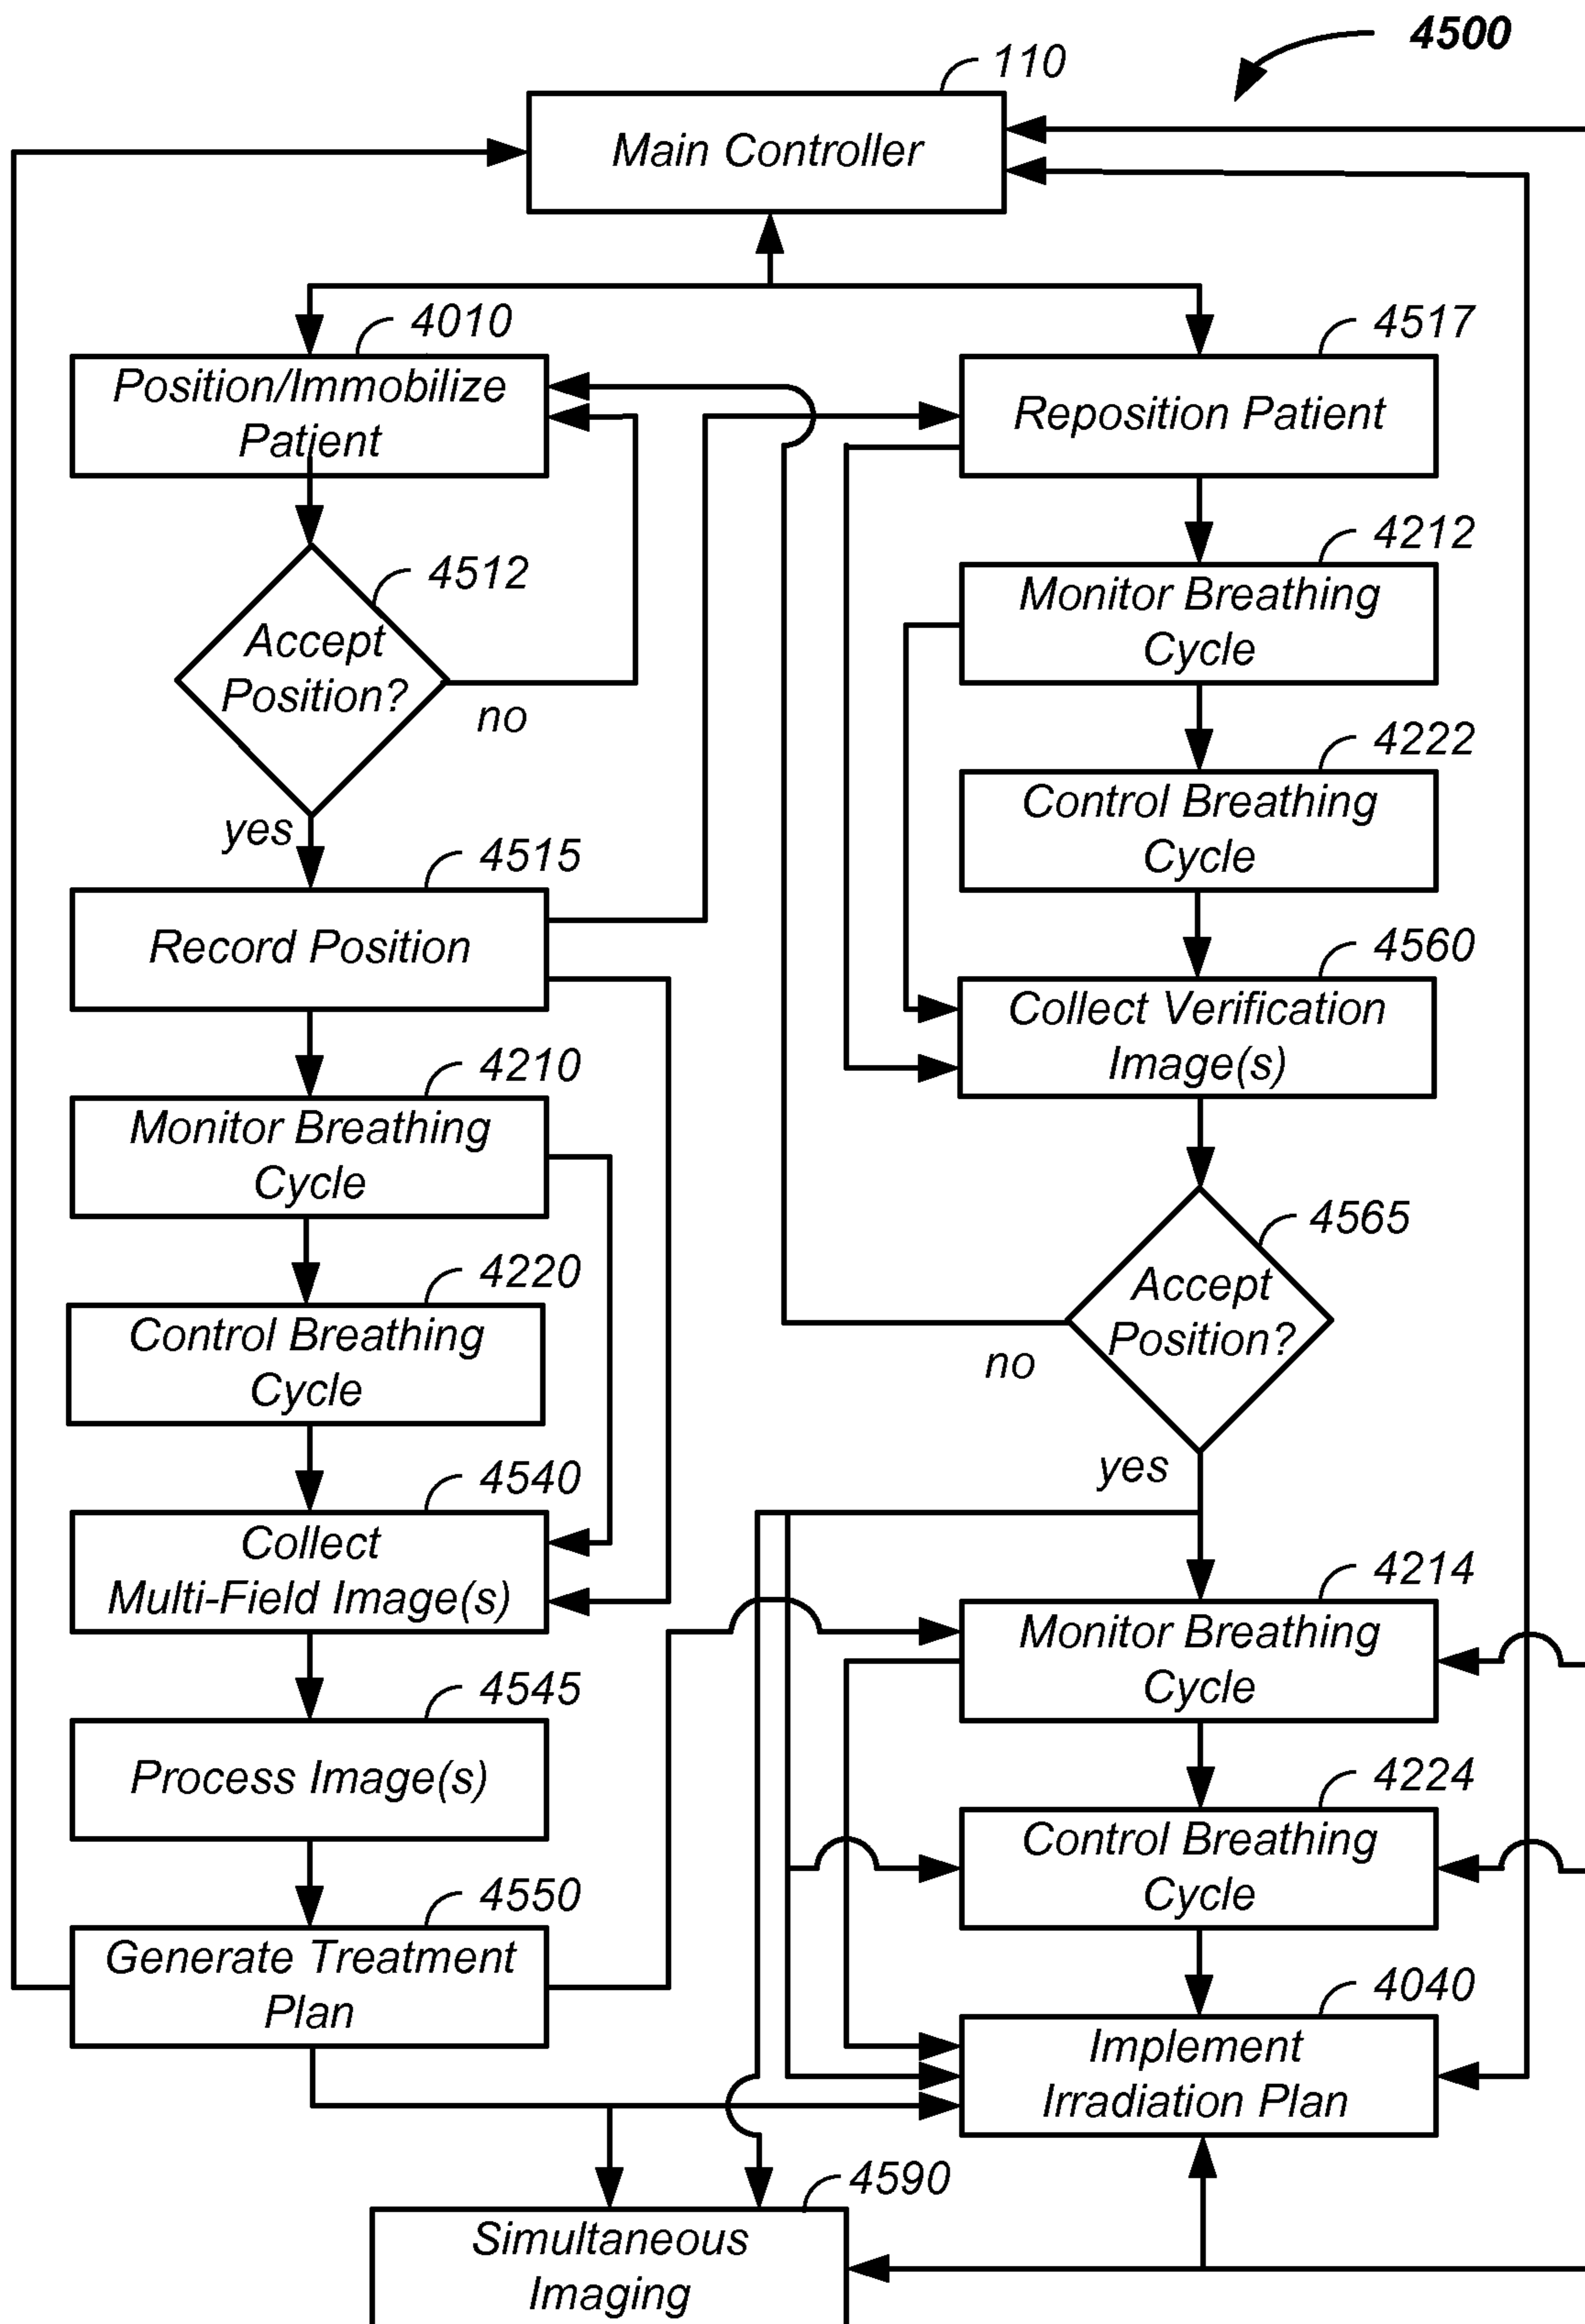 4500
110
Main Controller
4010
Position/Immobilize
Patient
4517
Reposition Patient
4512
Accept
Position?
no
yes
4212
Monitor Breathing
Cycle
4222
Control Breathing
Cycle
4515
Record Position
4560
Collect Verification
Image(s)
4210
Monitor Breathing
Cycle
4565
Accept
Position?
no
yes
4220
Control Breathing
Cycle
4540
Collect
Multi-Field Image(s)
4214
Monitor Breathing
Cycle
4545
Process Image(s)
4224
Control Breathing
Cycle
4550
Generate Treatment
Plan
4040
Implement
Irradiation Plan
4590
Simultaneous
Imaging